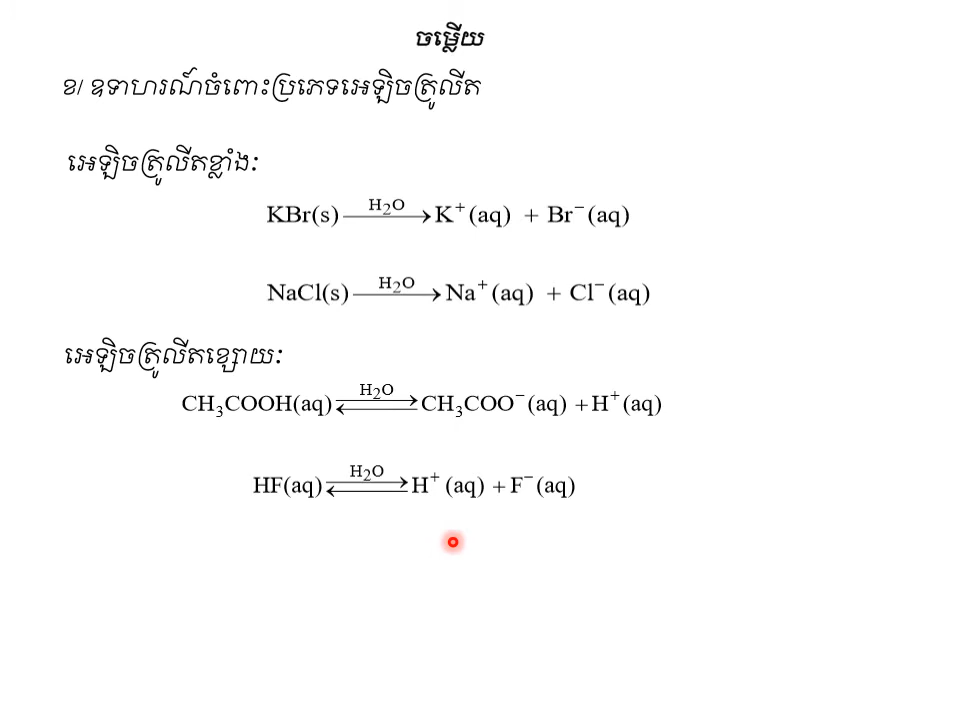 ចម្លើយ
ខ/ ឧទាហរណ៍ចំពោះប្រភេទអេឡិចត្រូលីត
អេឡិចត្រូលីតខ្លាំង:
KBr(s) —H₂O→ K⁺(aq) + Br⁻(aq)
NaCl(s) —H₂O→ Na⁺(aq) + Cl⁻(aq)
អេឡិចត្រូលីតខ្សោយ:
CH₃COOH(aq) ⇌H₂O CH₃COO⁻(aq) + H⁺(aq)
HF(aq) ⇌H₂O H⁺(aq) + F⁻(aq)